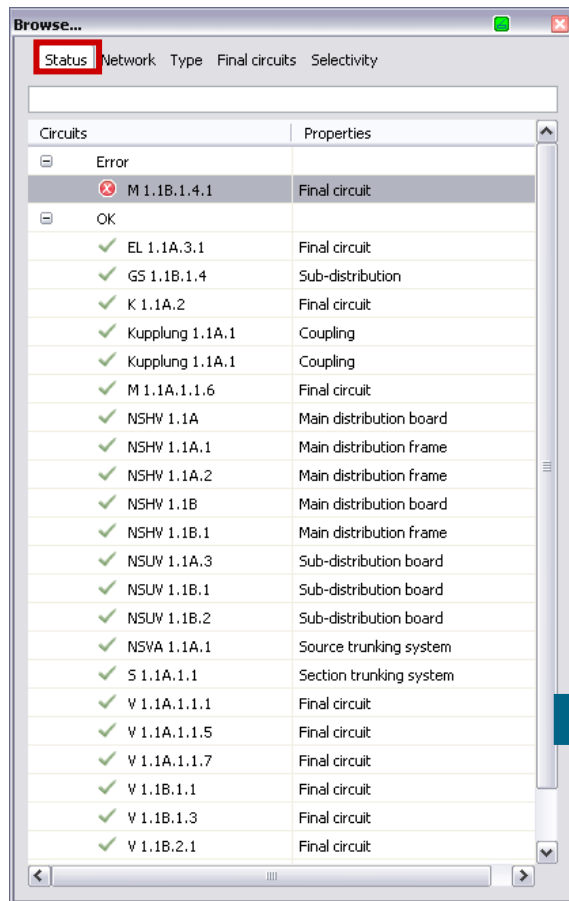 Browse...
Status Network Type Final circuits Selectivity
Circuits Properties
Error
M 1.1B.1.4.1 Final circuit
OK
EL 1.1A.3.1 Final circuit
GS 1.1B.1.4 Sub-distribution
K 1.1A.2 Final circuit
Kupplung 1.1A.1 Coupling
Kupplung 1.1A.1 Coupling
M 1.1A.1.1.6 Final circuit
NSHV 1.1A Main distribution board
NSHV 1.1A.1 Main distribution frame
NSHV 1.1A.2 Main distribution frame
NSHV 1.1B Main distribution board
NSHV 1.1B.1 Main distribution frame
NSUV 1.1A.3 Sub-distribution board
NSUV 1.1B.1 Sub-distribution board
NSUV 1.1B.2 Sub-distribution board
NSVA 1.1A.1 Source trunking system
S 1.1A.1.1 Section trunking system
V 1.1A.1.1.1 Final circuit
V 1.1A.1.1.5 Final circuit
V 1.1A.1.1.7 Final circuit
V 1.1B.1.1 Final circuit
V 1.1B.1.3 Final circuit
V 1.1B.2.1 Final circuit